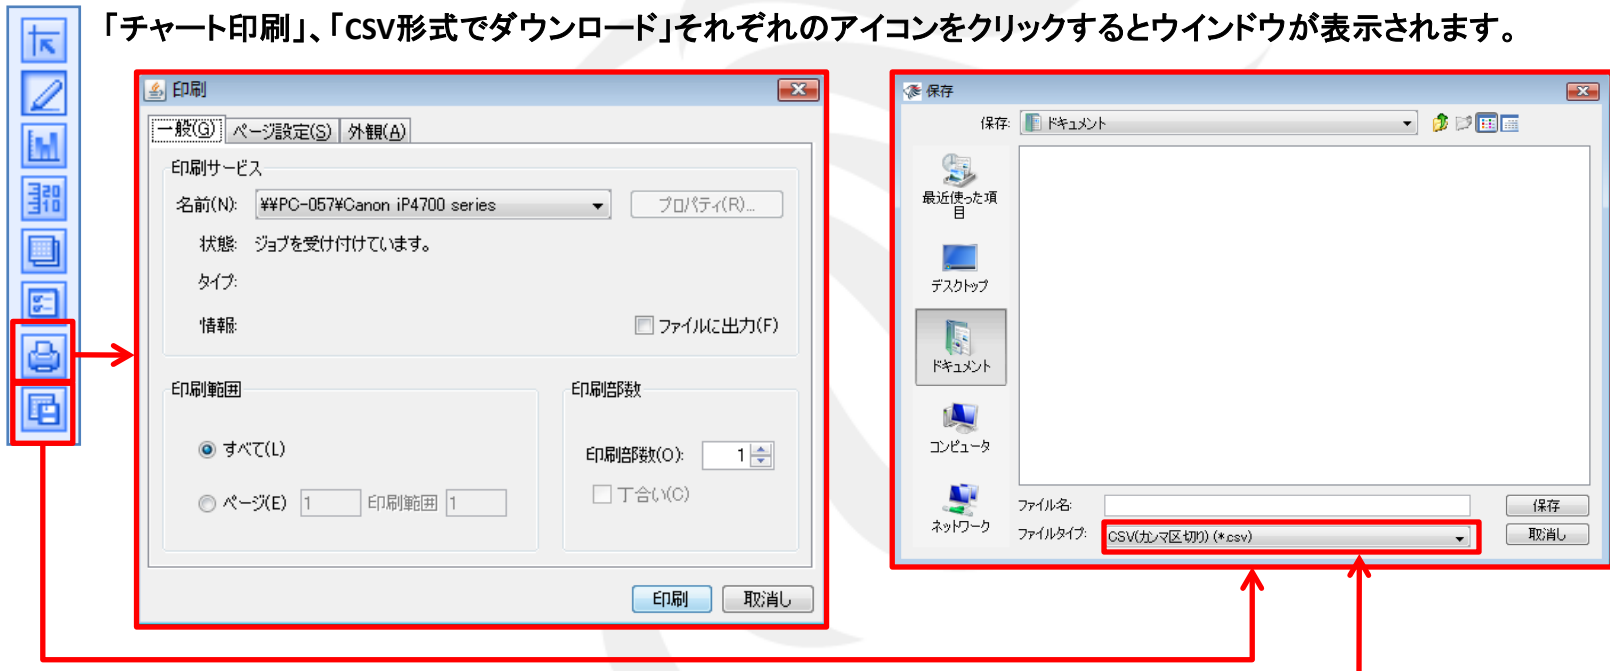 「チャート印刷」、「CSV形式でダウンロード」それぞれのアイコンをクリックするとウインドウが表示されます。
20
10
印刷
一般(G) ページ設定(S) 外観(A)
印刷サービス
名前(N): ¥¥PC-057¥Canon iP4700 series プロパティ(R)...
状態: ジョブを受け付けています。
タイプ:
情報: ファイルに出力(F)
印刷範囲
すべて(L)
ページ(E) 1 印刷範囲 1
印刷部数
印刷部数(O): 1
丁合い(C)
印刷 取消し
保存
保存: ドキュメント
最近使った項
目
デスクトップ
ドキュメント
コンピュータ
ネットワーク
ファイル名: 保存
ファイルタイプ: CSV(カンマ区切り) (*.csv) 取消し